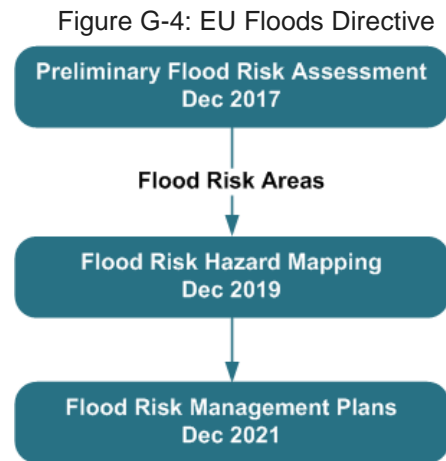 Figure G-4: EU Floods Directive
Preliminary Flood Risk Assessment
Dec 2017
Flood Risk Areas
Flood Risk Hazard Mapping
Dec 2019
Flood Risk Management Plans
Dec 2021